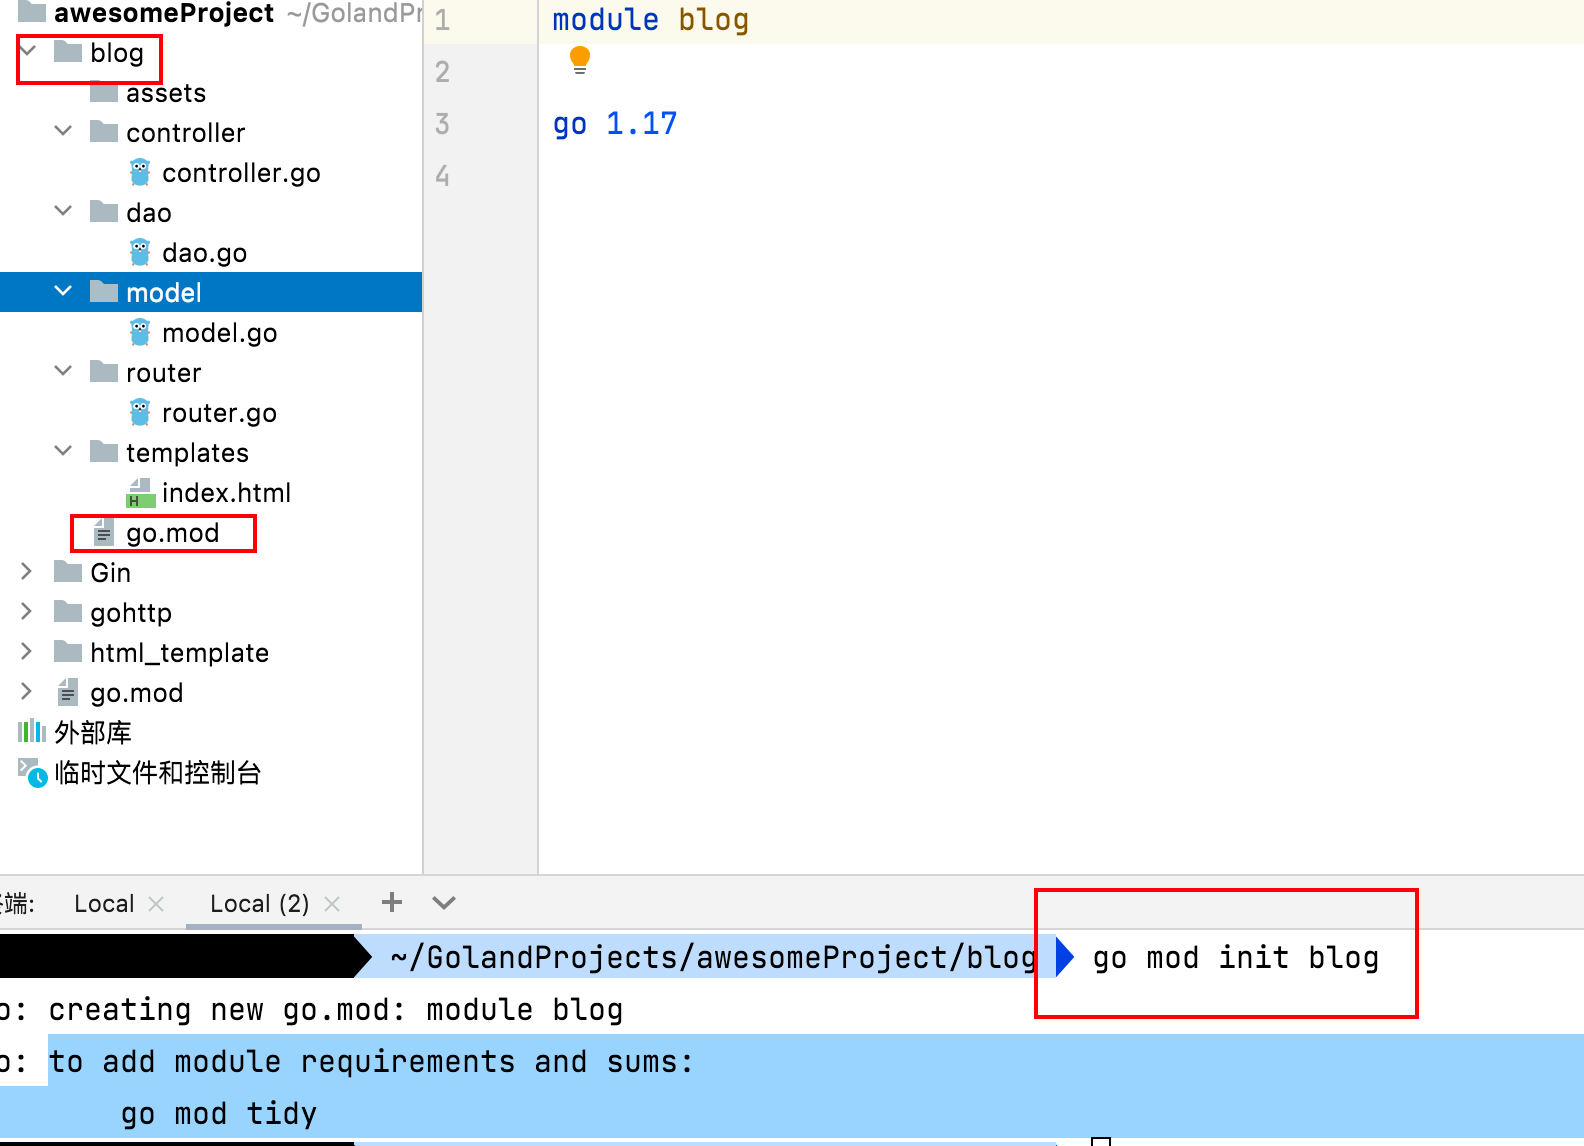 awesomeProject ~/GolandPr
blog
assets
controller
controller.go
dao
dao.go
model
model.go
router
router.go
templates
index.html
go.mod
Gin
gohttp
html_template
go.mod
外部库
临时文件和控制台
1 module blog
2
3 go 1.17
4
端: Local Local (2)
~/GolandProjects/awesomeProject/blog go mod init blog
o: creating new go.mod: module blog
o: to add module requirements and sums:
go mod tidy